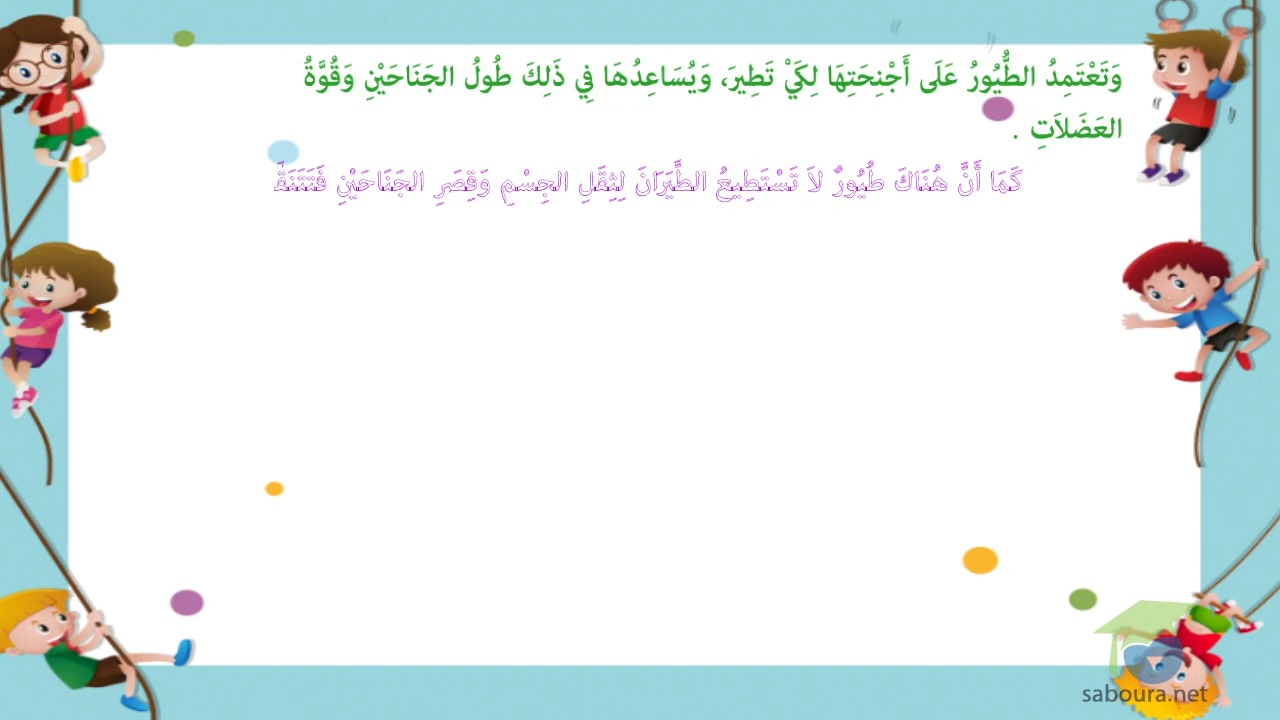 وَتَعْتَمِدُ الطُّيُورُ عَلَى أَجْنِحَتِهَا لِكَيْ تَطِيرَ، وَيُسَاعِدُهَا فِي ذَلِكَ طُولُ الجَنَاحَيْنِ وَقُوَّةُ
العَضَلاَتِ .
كَمَا أَنَّ هُنَاكَ طُيُورٌ لاَ تَسْتَطِيعُ الطَّيَرَانَ لِثِقَلِ الجِسْمِ وَقِصَرِ الجَنَاحَيْنِ فَتَتَنَقَ
saboura.net